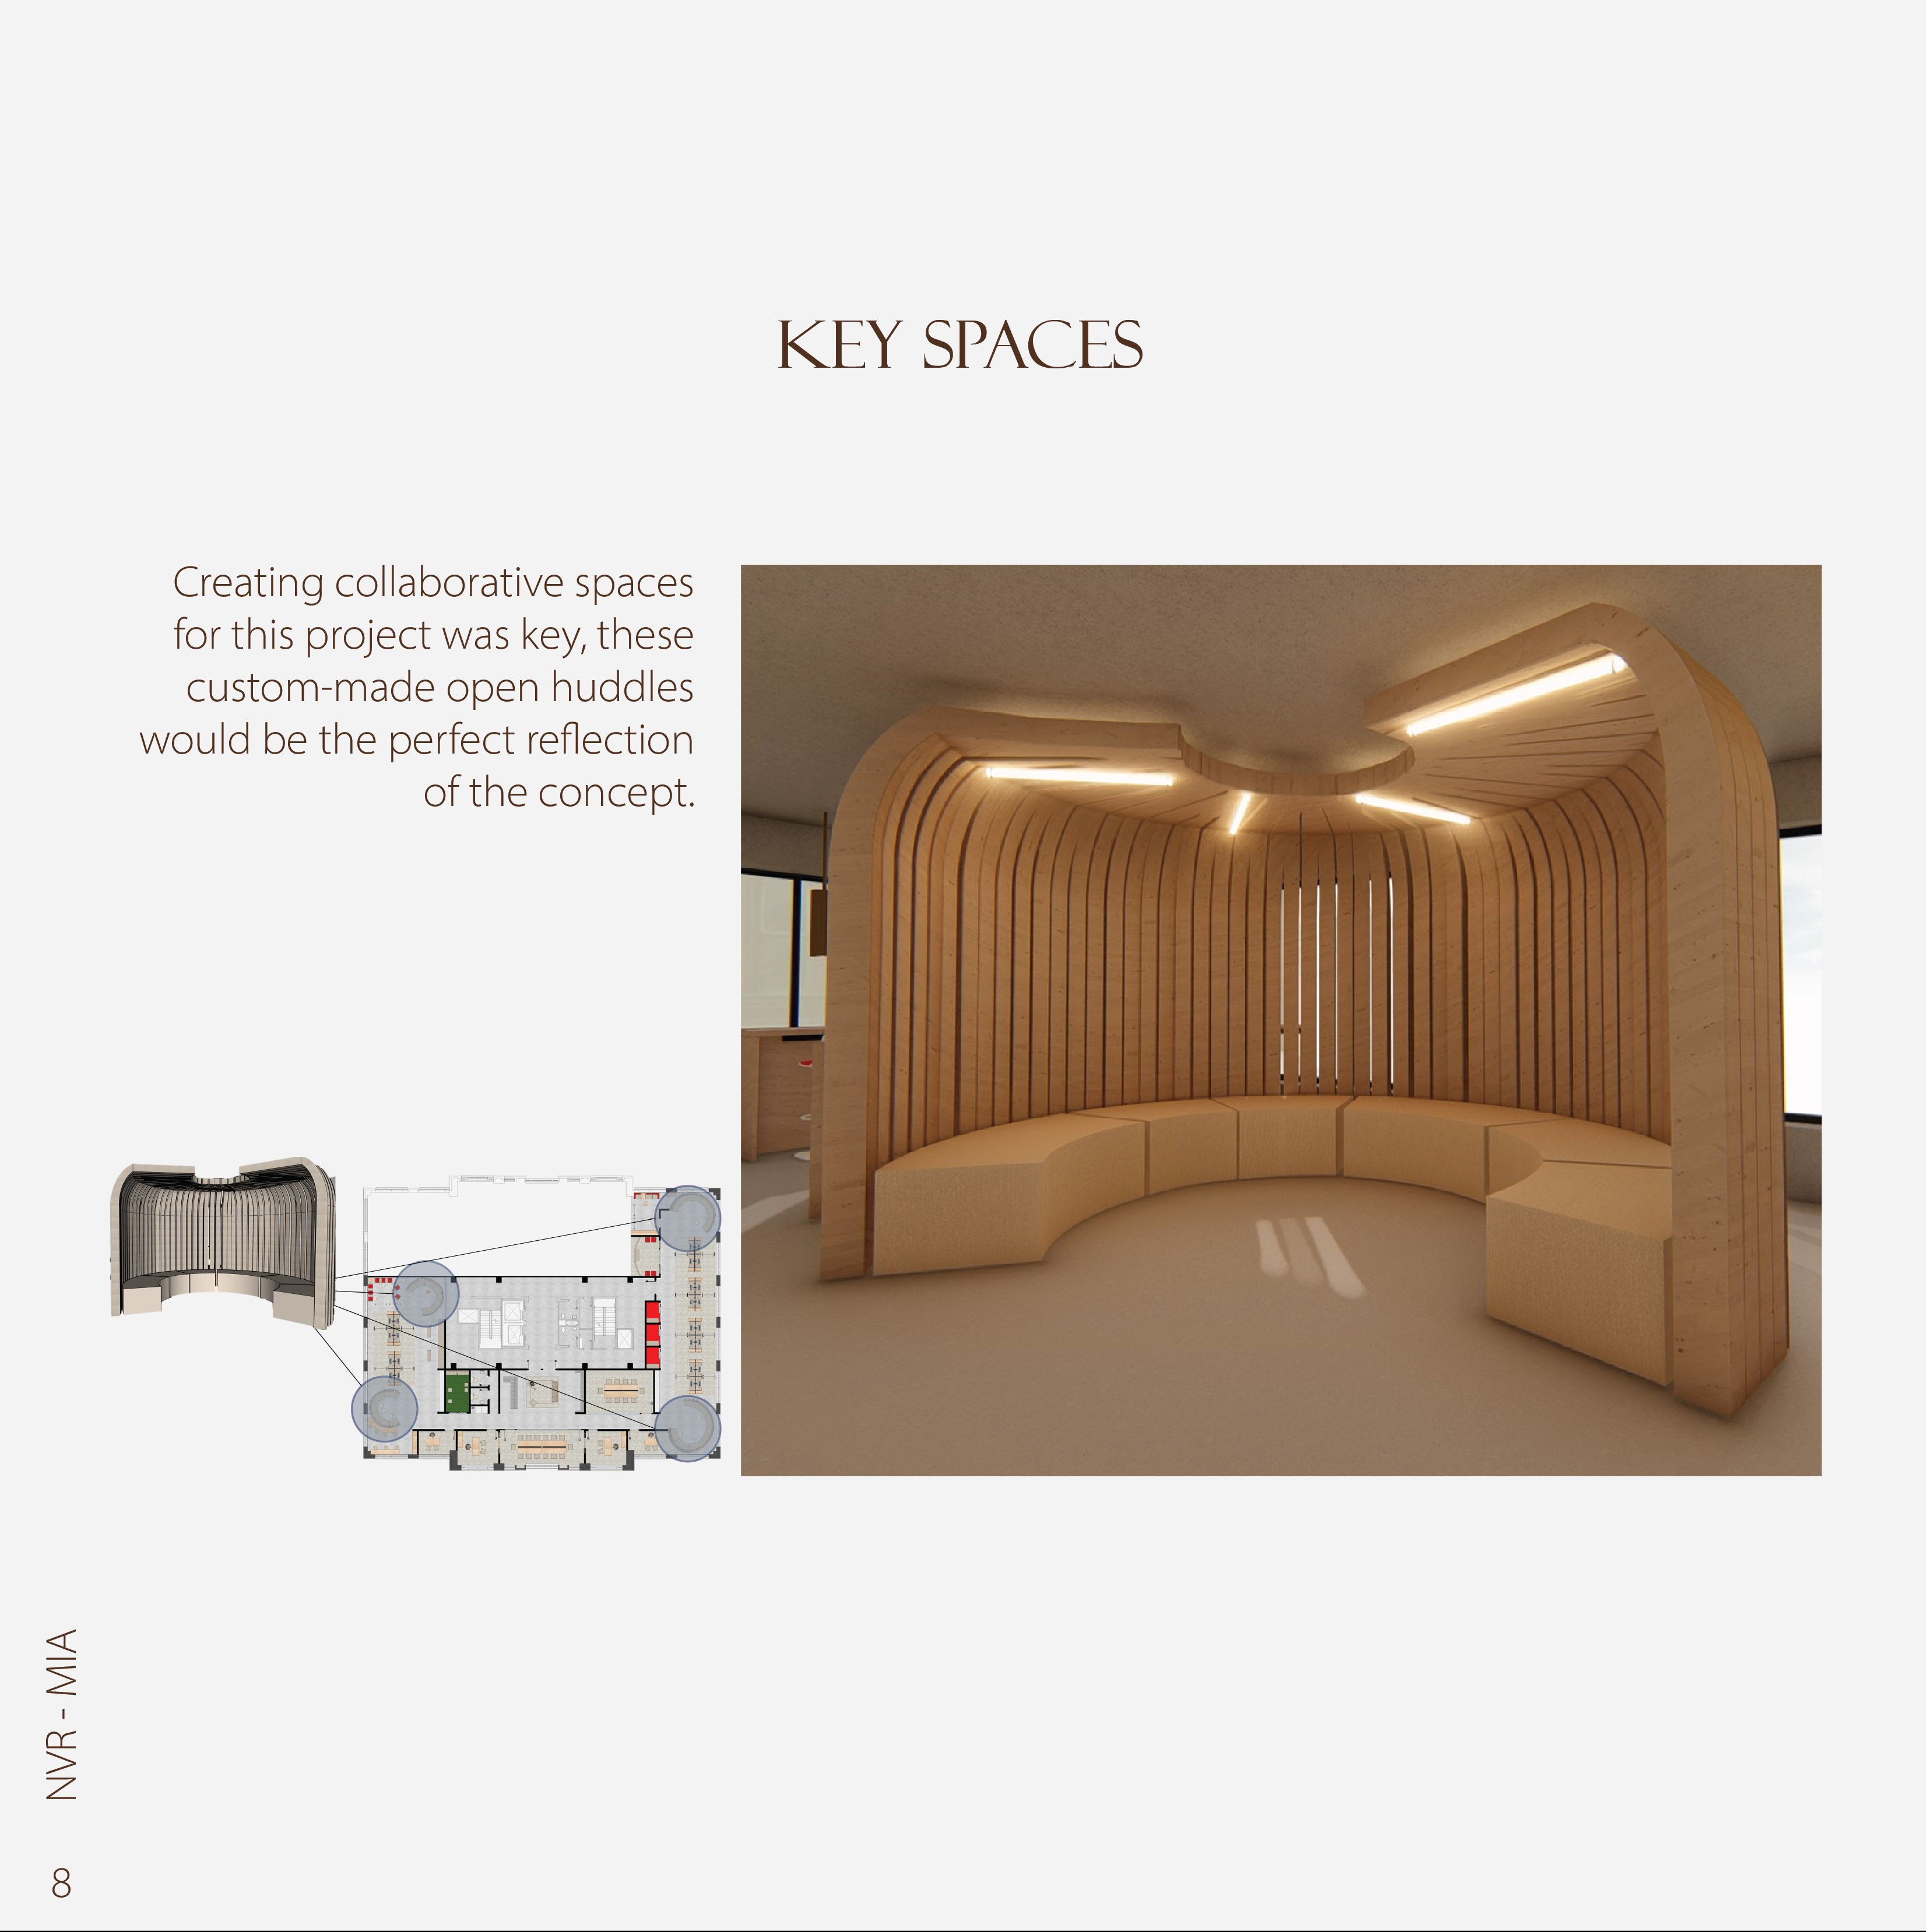 KEY SPACES
Creating collaborative spaces
for this project was key, these
custom-made open huddles
would be the perfect reflection
of the concept.
NVR - MIA
8